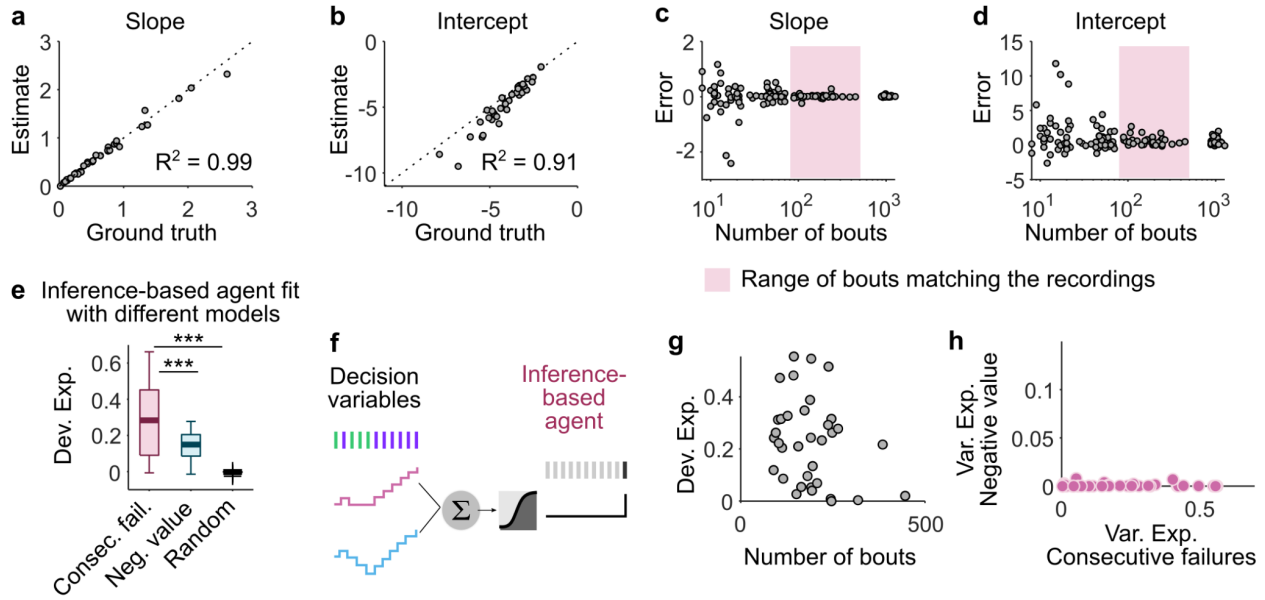 a
Slope
3
2
1
0
Estimate
R² = 0.99
0 1 2 3
Ground truth
b
Intercept
0
-5
-10
Estimate
R² = 0.91
-10 -5 0
Ground truth
c
Slope
2
0
-2
Error
10¹ 10² 10³
Number of bouts
d
Intercept
15
10
5
0
-5
Error
10¹ 10² 10³
Number of bouts
Range of bouts matching the recordings
e
Inference-based agent fit
with different models
***
***
0.6
0.4
0.2
0
Dev. Exp.
Consec. fail.
Neg. value
Random
f
Decision
variables
Inference-
based
agent
Σ
g
0.4
0.2
0
Dev. Exp.
0 500
Number of bouts
h
0.1
0.05
0
Var. Exp.
Negative value
0 0.5
Var. Exp.
Consecutive failures